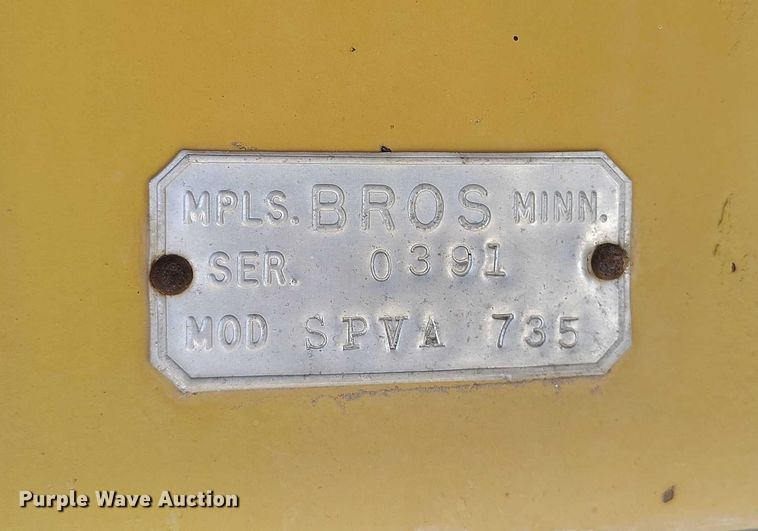 MPLS. BROS MINN.
SER. 0391
MOD SPVA 735
Purple Wave Auction